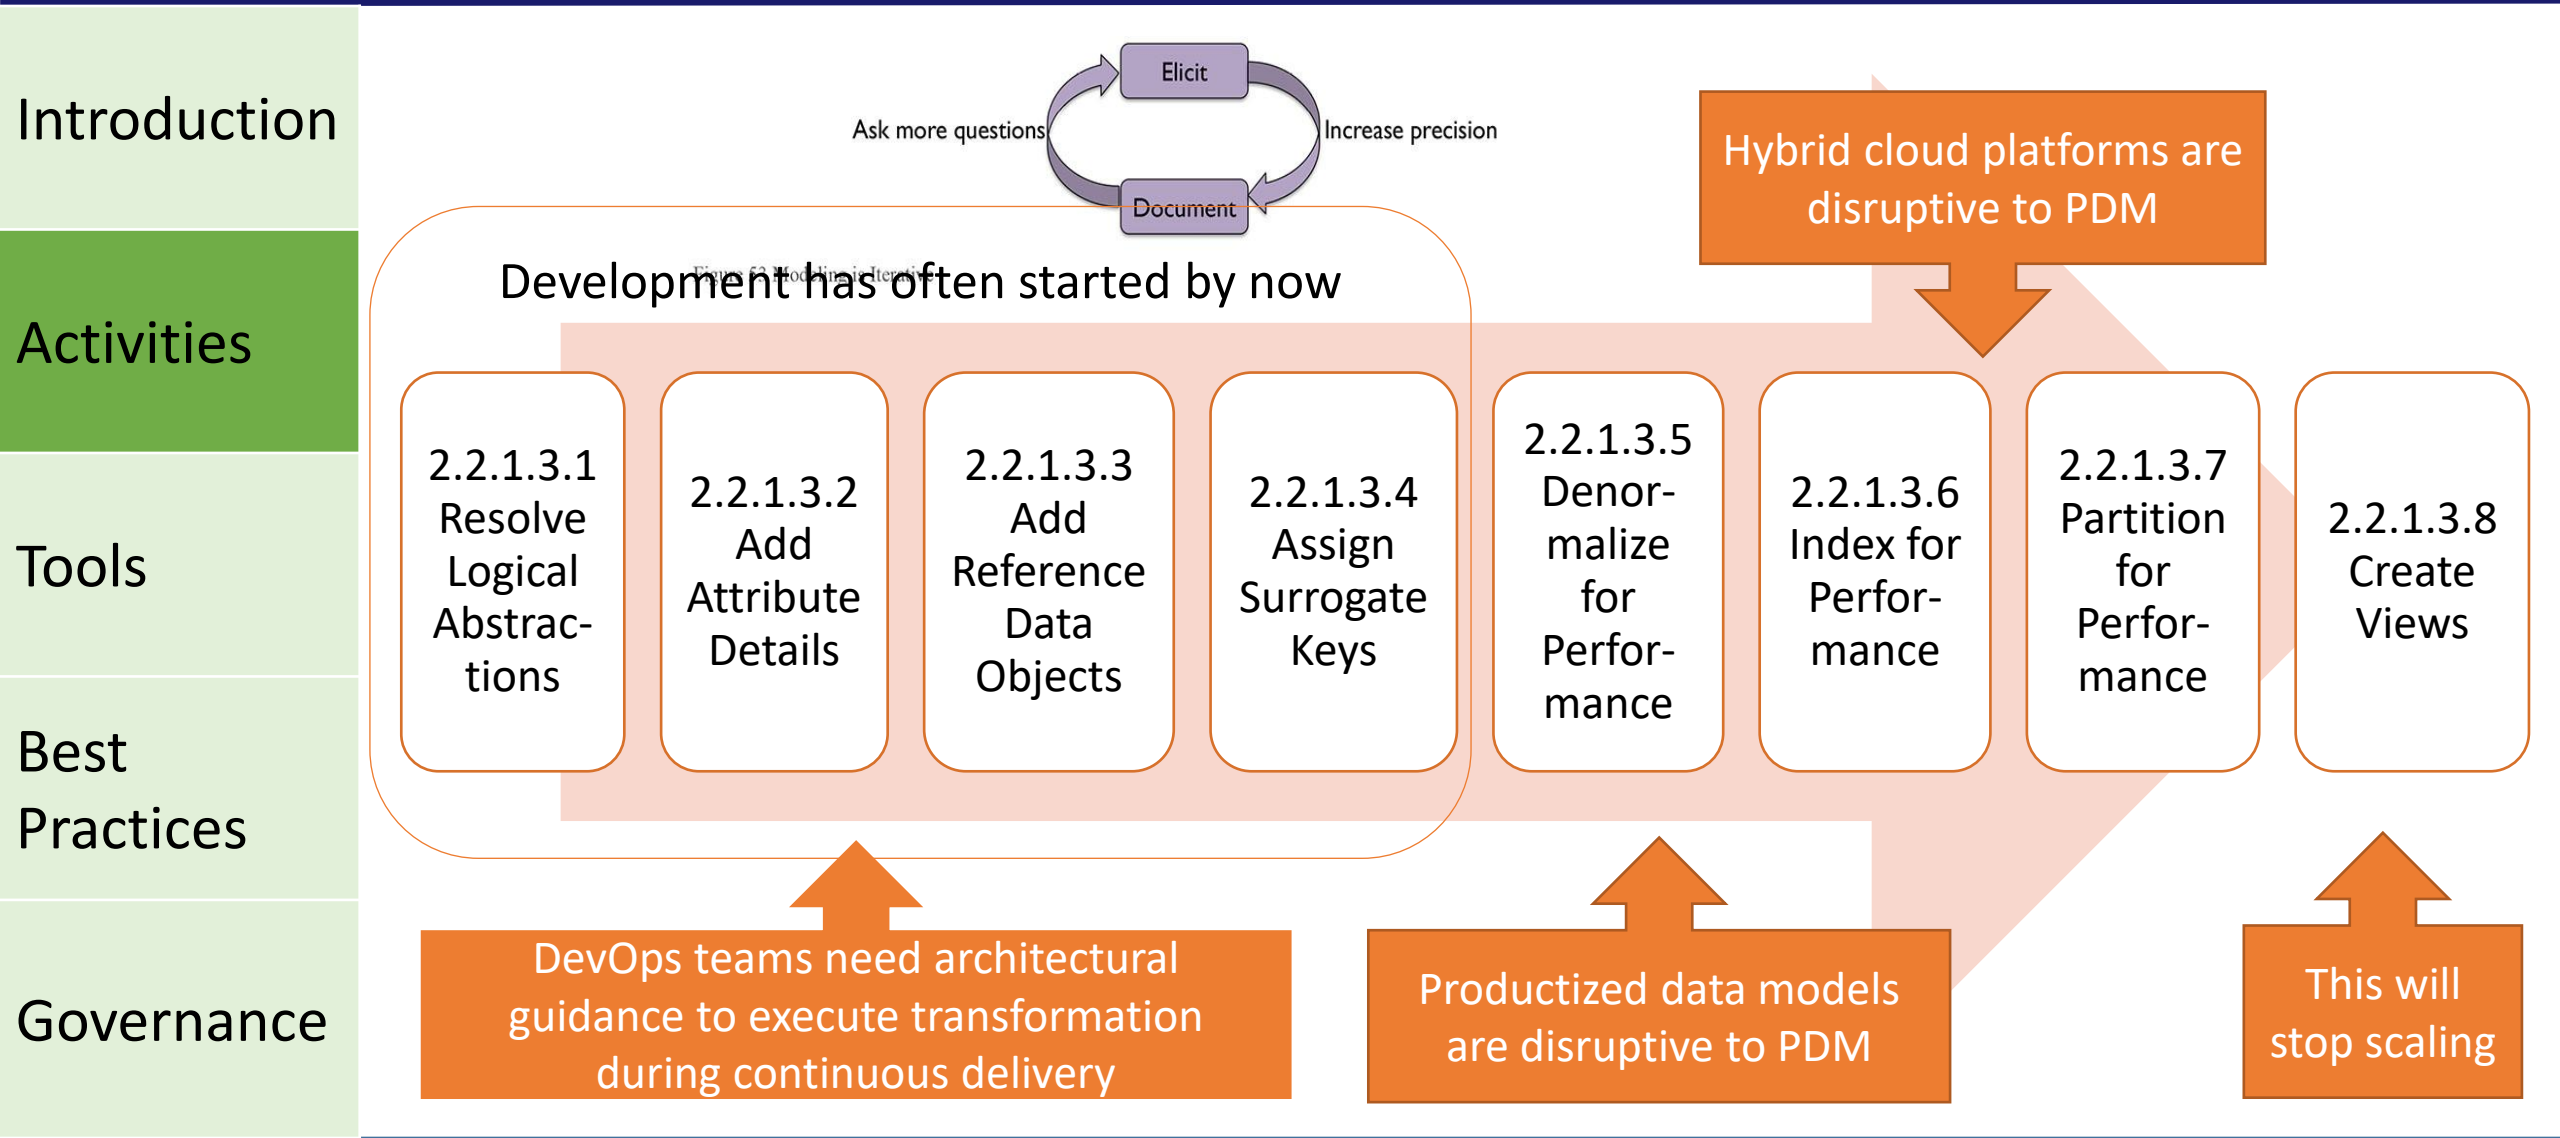 Introduction
Activities
Tools
Best
Practices
Governance
Elicit
Ask more questions
Increase precision
Document
Figure 53 Modeling is Iterative
Development has often started by now
Hybrid cloud platforms are
disruptive to PDM
2.2.1.3.1
Resolve
Logical
Abstrac-
tions
2.2.1.3.2
Add
Attribute
Details
2.2.1.3.3
Add
Reference
Data
Objects
2.2.1.3.4
Assign
Surrogate
Keys
2.2.1.3.5
Denor-
malize
for
Perfor-
mance
2.2.1.3.6
Index for
Perfor-
mance
2.2.1.3.7
Partition
for
Perfor-
mance
2.2.1.3.8
Create
Views
DevOps teams need architectural
guidance to execute transformation
during continuous delivery
Productized data models
are disruptive to PDM
This will
stop scaling